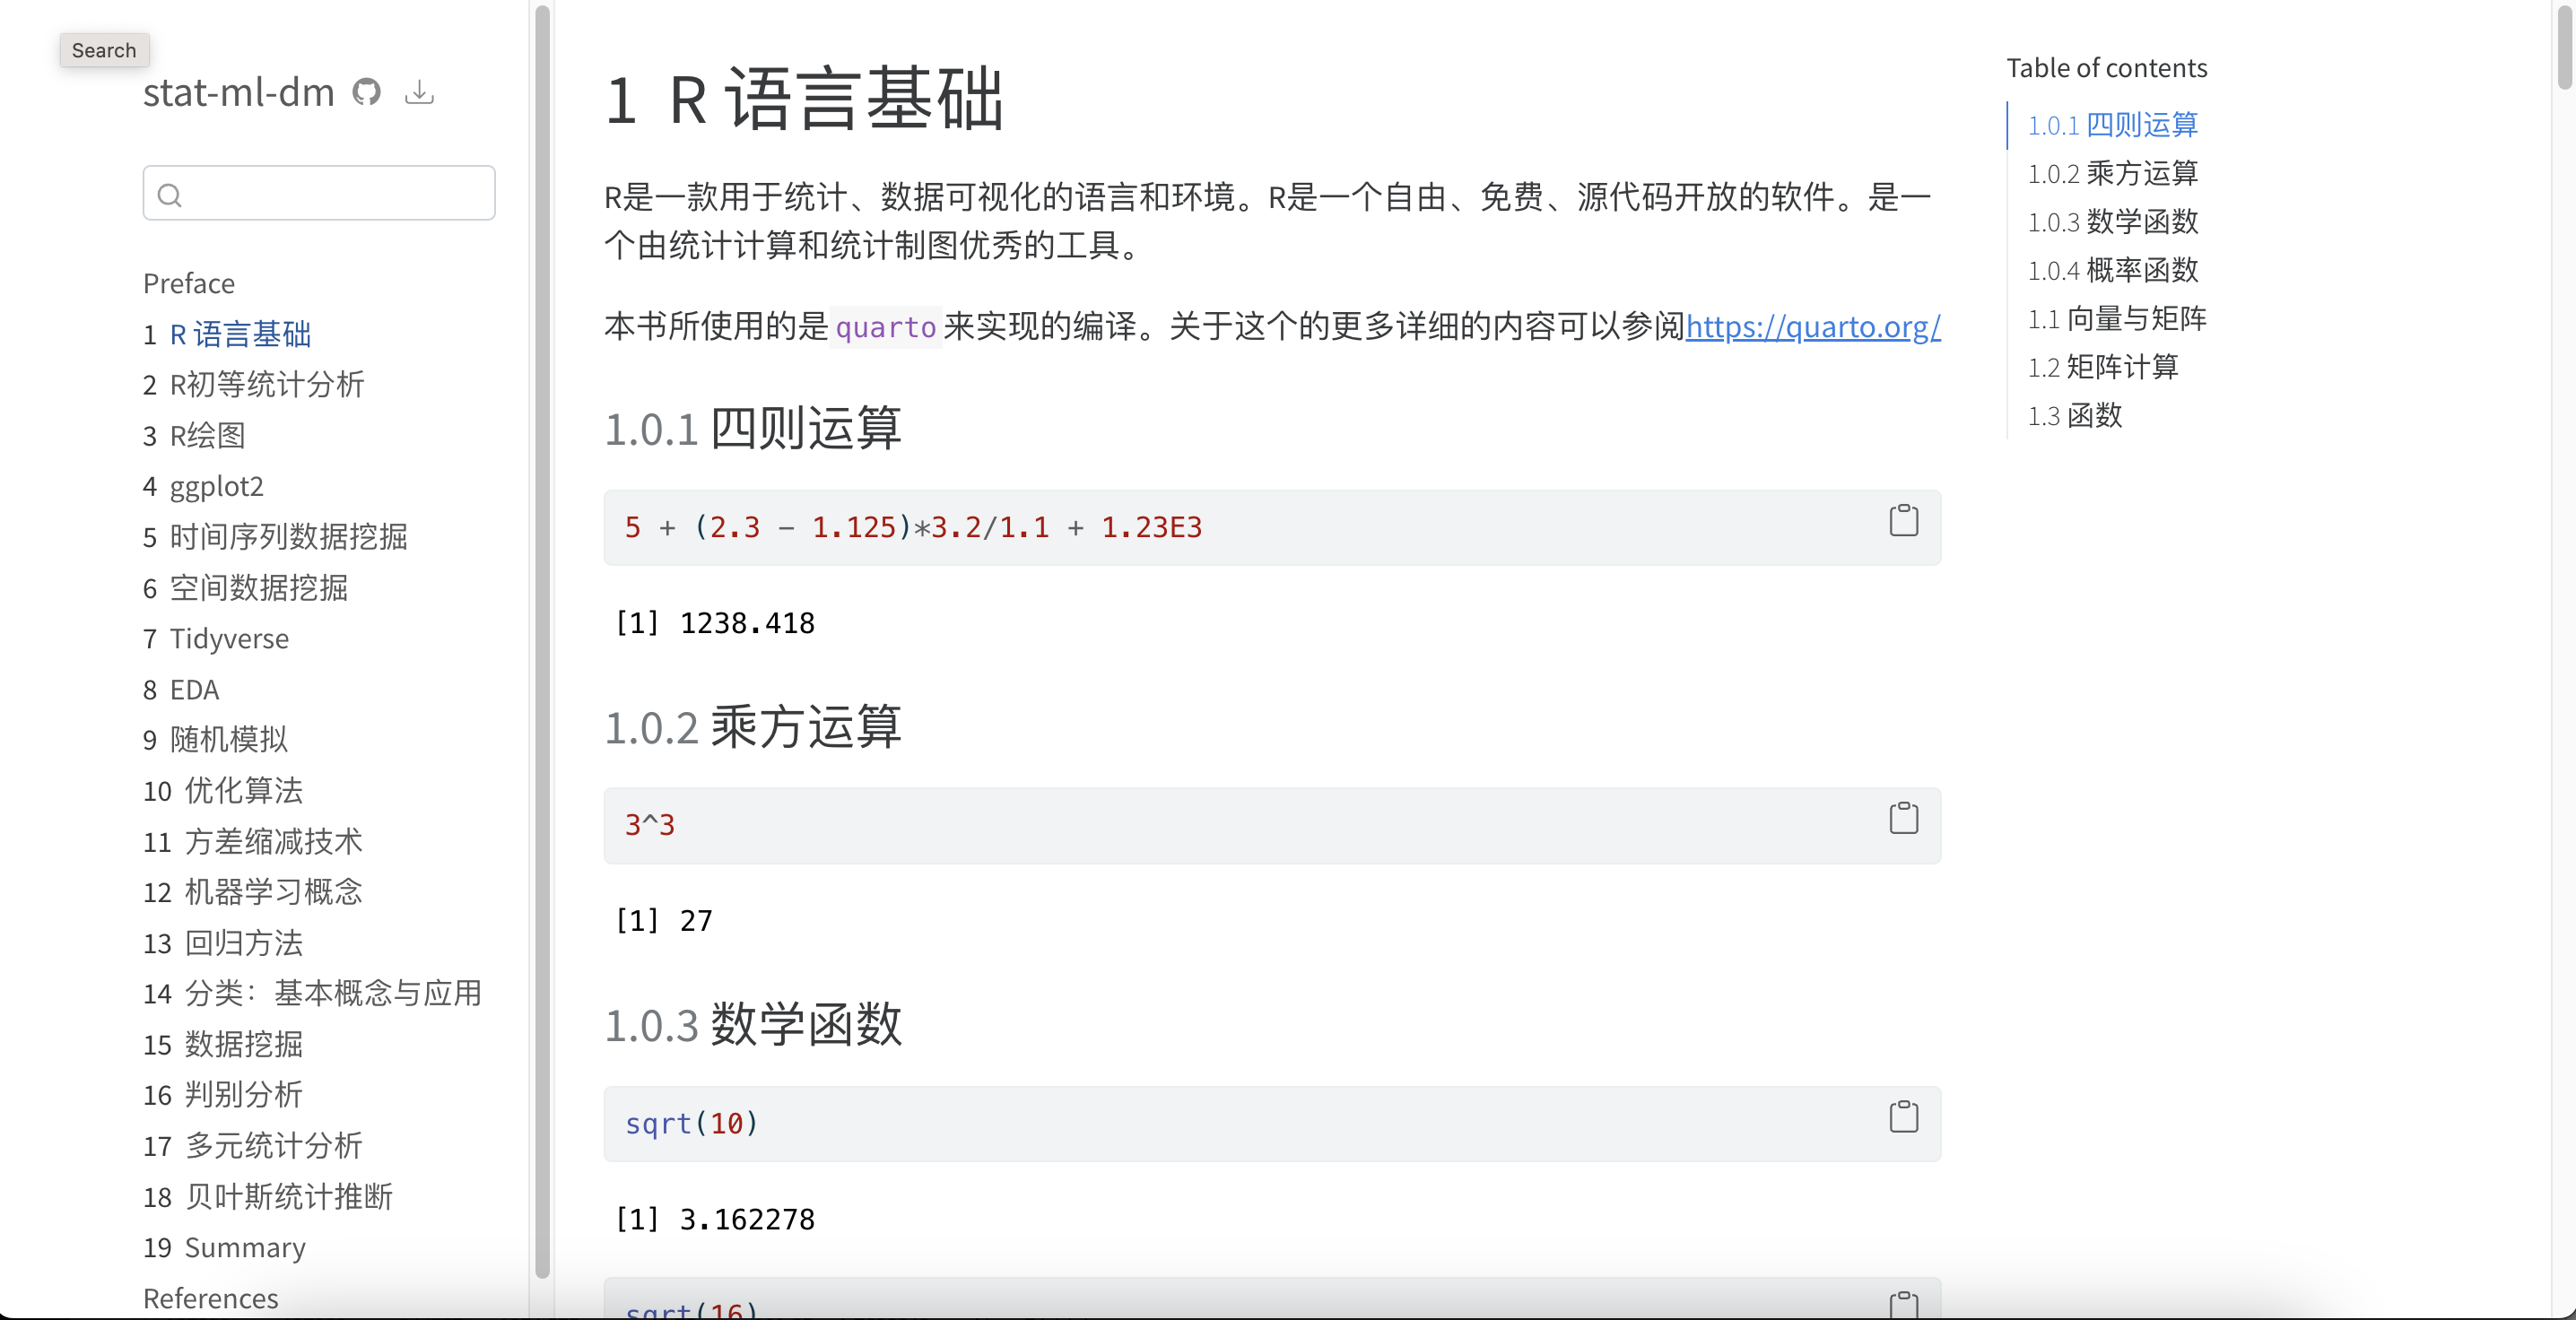 Search
stat-ml-dm
Preface
1 R 语言基础
2 R初等统计分析
3 R绘图
4 ggplot2
5 时间序列数据挖掘
6 空间数据挖掘
7 Tidyverse
8 EDA
9 随机模拟
10 优化算法
11 方差缩减技术
12 机器学习概念
13 回归方法
14 分类：基本概念与应用
15 数据挖掘
16 判别分析
17 多元统计分析
18 贝叶斯统计推断
19 Summary
References
1 R 语言基础
R是一款用于统计、数据可视化的语言和环境。R是一个自由、免费、源代码开放的软件。是一
个由统计计算和统计制图优秀的工具。
本书所使用的是quarto来实现的编译。关于这个的更多详细的内容可以参阅https://quarto.org/
1.0.1 四则运算
5 + (2.3 - 1.125)*3.2/1.1 + 1.23E3
[1] 1238.418
1.0.2 乘方运算
3^3
[1] 27
1.0.3 数学函数
sqrt(10)
[1] 3.162278
sqrt(16)
Table of contents
1.0.1 四则运算
1.0.2 乘方运算
1.0.3 数学函数
1.0.4 概率函数
1.1 向量与矩阵
1.2 矩阵计算
1.3 函数